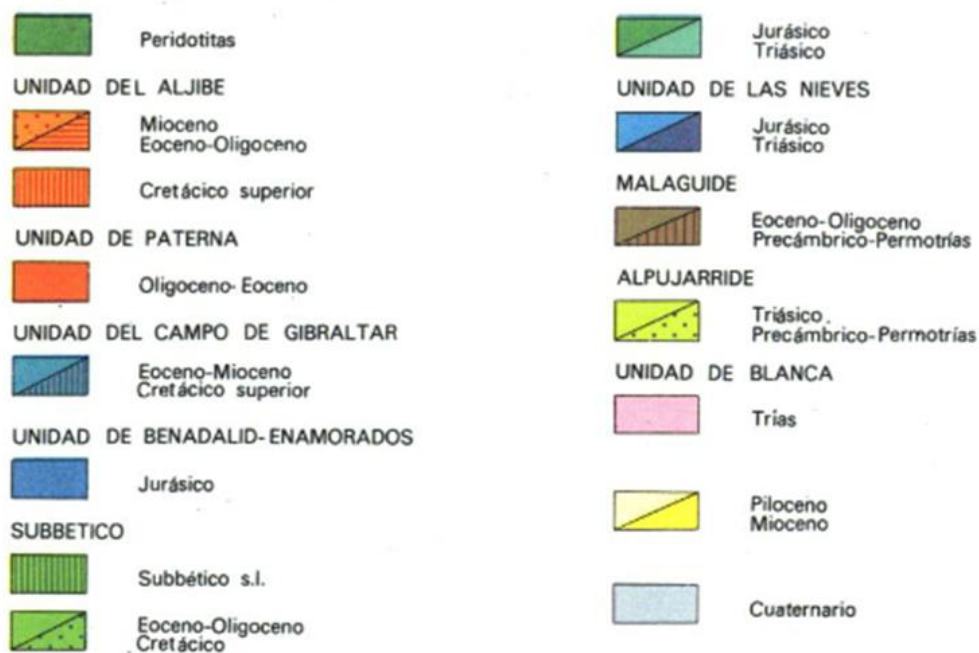 Peridotitas
UNIDAD DEL ALJIBE
Mioceno
Eoceno-Oligoceno
Cretácico superior
UNIDAD DE PATERNA
Oligoceno-Eoceno
UNIDAD DEL CAMPO DE GIBRALTAR
Eoceno-Mioceno
Cretácico superior
UNIDAD DE BENADALID-ENAMORADOS
Jurásico
SUBBETICO
Subbético s.l.
Eoceno-Oligoceno
Cretácico
Jurásico
Triásico
UNIDAD DE LAS NIEVES
Jurásico
Triásico
MALAGUIDE
Eoceno-Oligoceno
Precámbrico-Permotrías
ALPUJARRIDE
Triásico
Precámbrico-Permotrías
UNIDAD DE BLANCA
Trías
Piloceno
Mioceno
Cuaternario